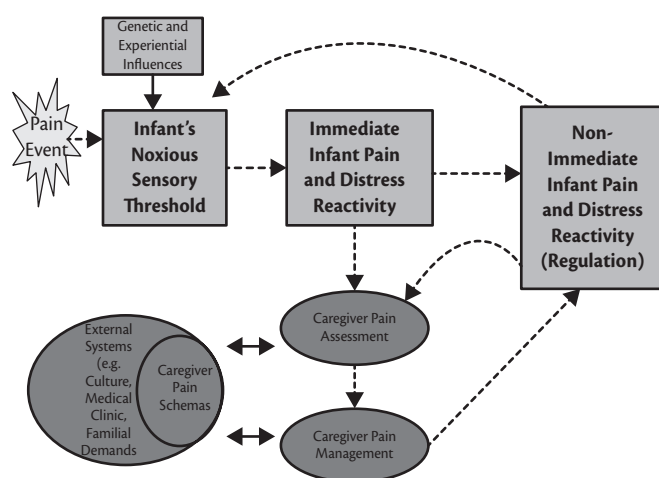 Genetic and
Experiential
Influences
Pain
Event
Infant's
Noxious
Sensory
Threshold
Immediate
Infant Pain
and Distress
Reactivity
Non-
Immediate
Infant Pain
and Distress
Reactivity
(Regulation)
Caregiver Pain
Assessment
External
Systems
(e.g.
Culture,
Medical
Clinic,
Familial
Demands
Caregiver
Pain
Schemas
Caregiver Pain
Management